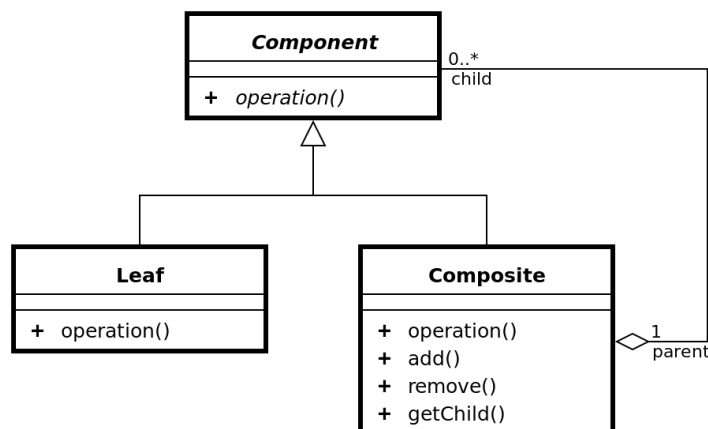 Component
0..*
child
+ operation()
Leaf
Composite
+ operation()
+ operation()
1
parent
+ add()
+ remove()
+ getChild()